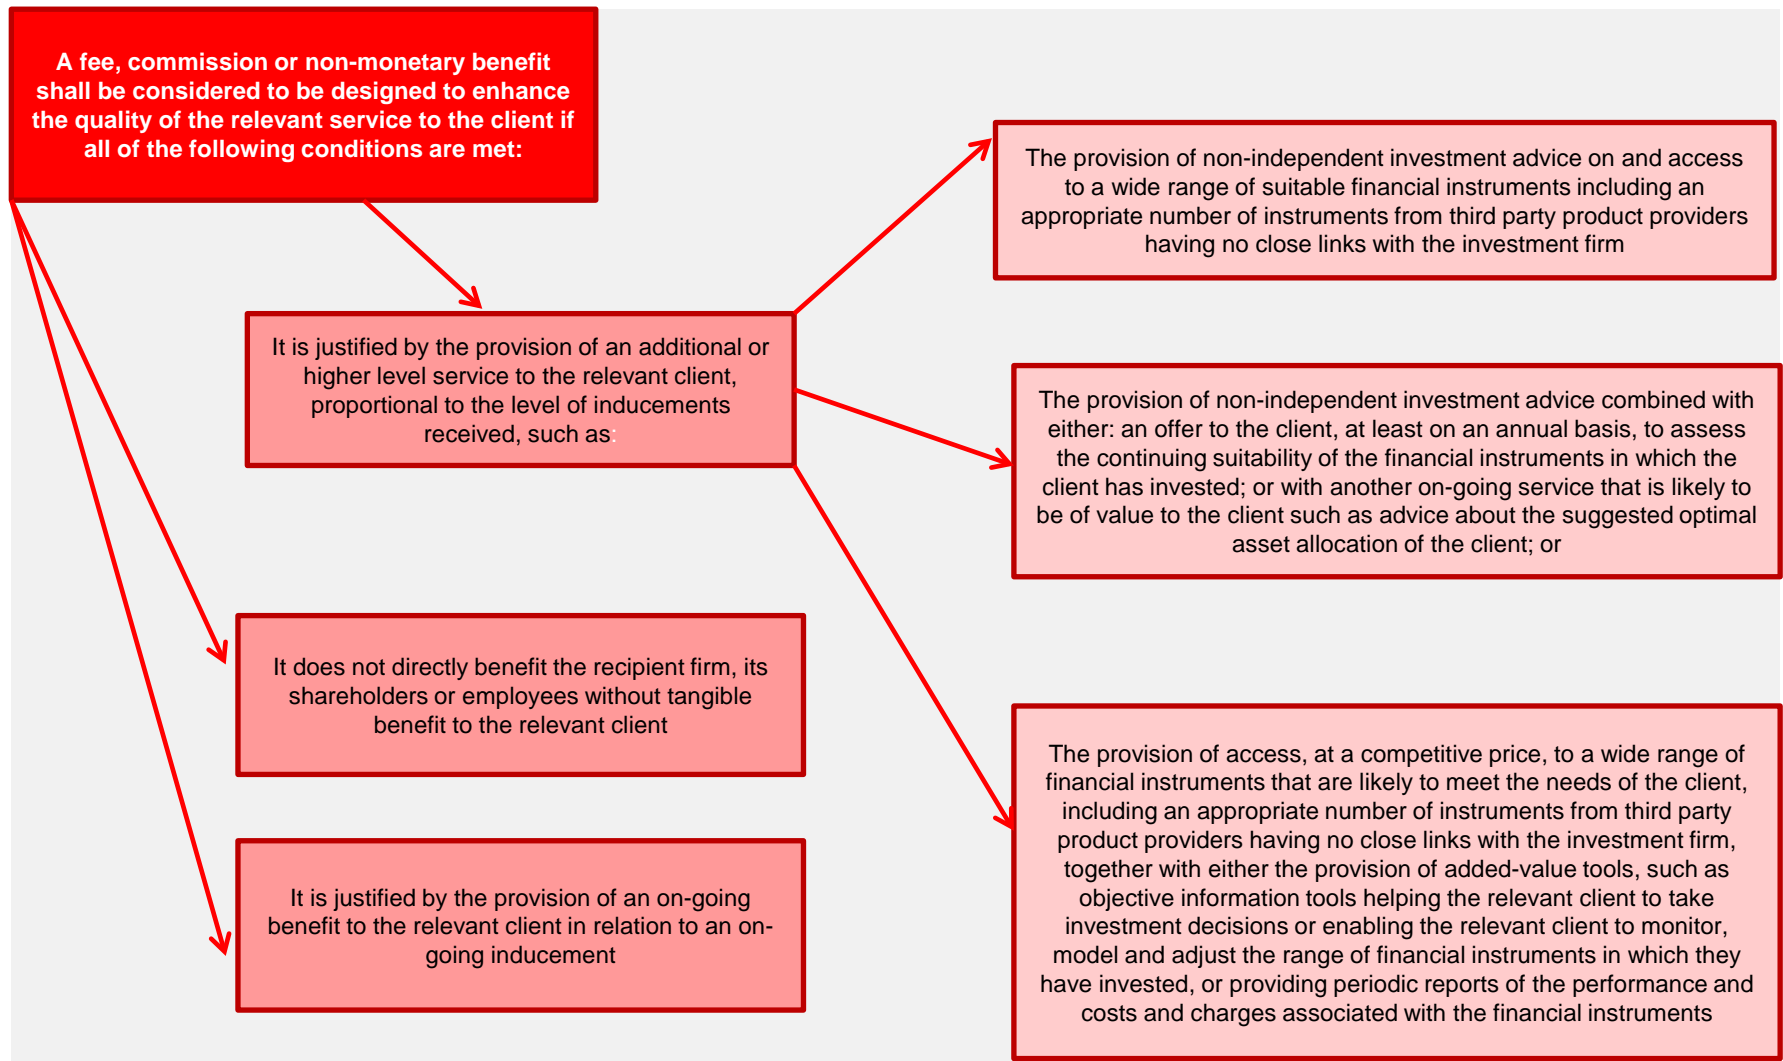 A fee, commission or non-monetary benefit
shall be considered to be designed to enhance
the quality of the relevant service to the client if
all of the following conditions are met:
It is justified by the provision of an additional or
higher level service to the relevant client,
proportional to the level of inducements
received, such as:
The provision of non-independent investment advice on and access
to a wide range of suitable financial instruments including an
appropriate number of instruments from third party product providers
having no close links with the investment firm
The provision of non-independent investment advice combined with
either: an offer to the client, at least on an annual basis, to assess
the continuing suitability of the financial instruments in which the
client has invested; or with another on-going service that is likely to
be of value to the client such as advice about the suggested optimal
asset allocation of the client; or
The provision of access, at a competitive price, to a wide range of
financial instruments that are likely to meet the needs of the client,
including an appropriate number of instruments from third party
product providers having no close links with the investment firm,
together with either the provision of added-value tools, such as
objective information tools helping the relevant client to take
investment decisions or enabling the relevant client to monitor,
model and adjust the range of financial instruments in which they
have invested, or providing periodic reports of the performance and
costs and charges associated with the financial instruments
It does not directly benefit the recipient firm, its
shareholders or employees without tangible
benefit to the relevant client
It is justified by the provision of an on-going
benefit to the relevant client in relation to an on-
going inducement